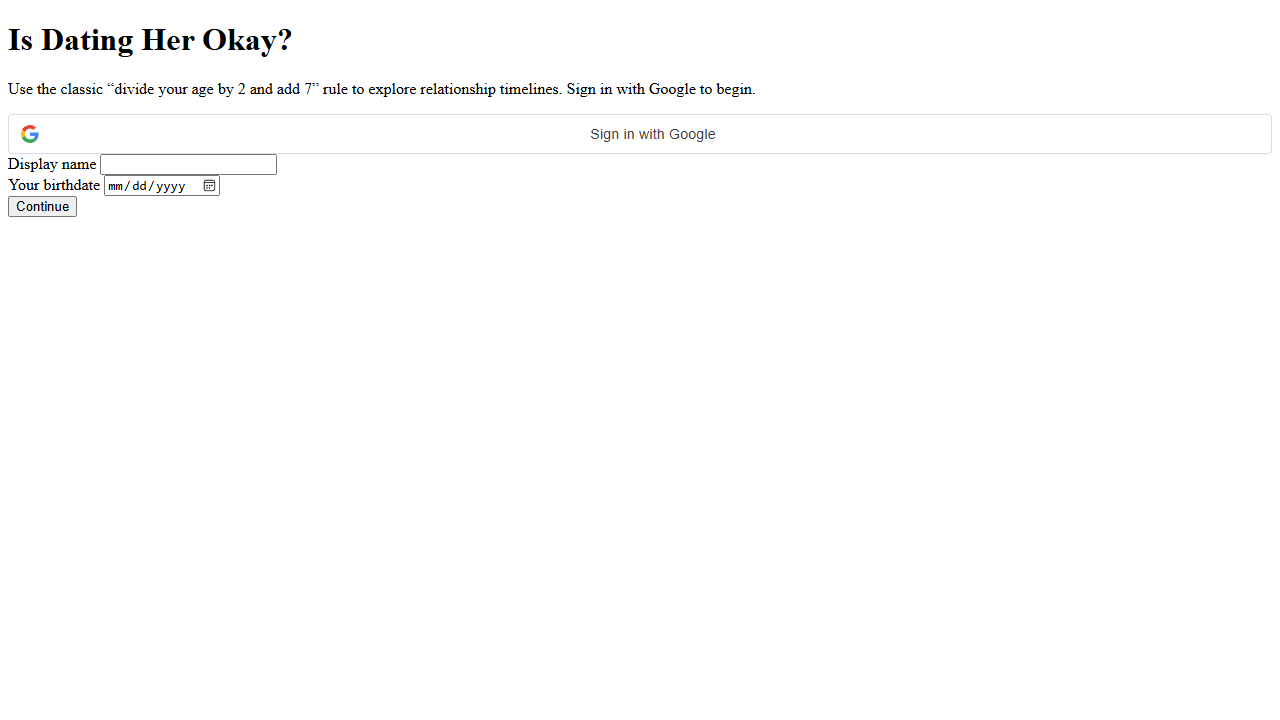 Is Dating Her Okay?
Use the classic “divide your age by 2 and add 7” rule to explore relationship timelines. Sign in with Google to begin.
Sign in with Google
Display name
Your birthdate mm/dd/yyyy
Continue